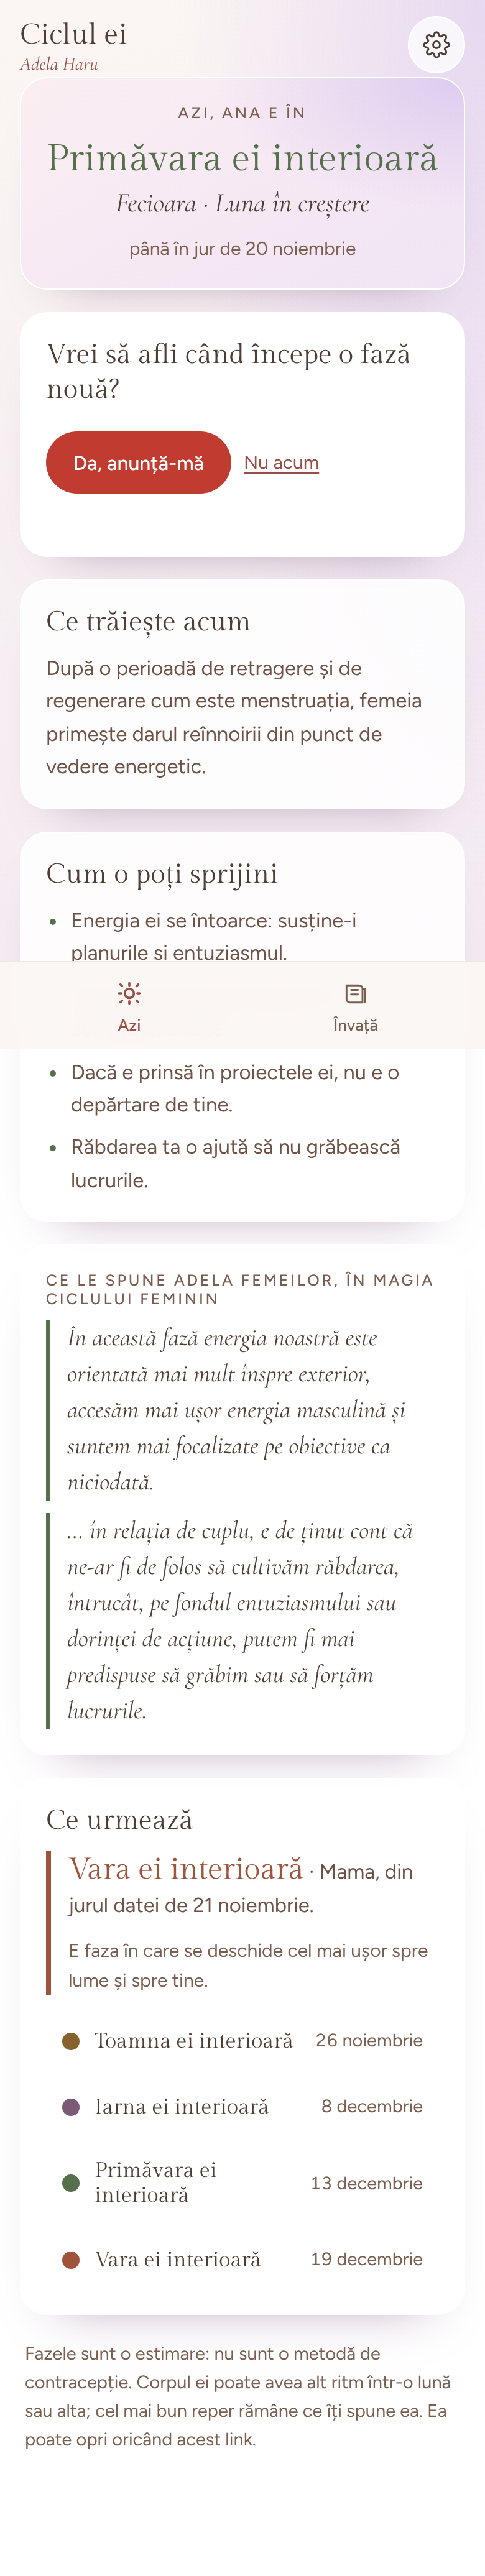 Ciclul ei
Adela Haru
AZI, ANA E ÎN
Primăvara ei interioară
Fecioara · Luna în creștere
până în jur de 20 noiembrie
Vrei să afli când începe o fază
nouă?
Da, anunță-mă
Nu acum
Ce trăiește acum
După o perioadă de retragere și de
regenerare cum este menstruația, femeia
primește darul reînnoirii din punct de
vedere energetic.
Cum o poți sprijini
• Energia ei se întoarce: susține-i
planurile și entuziasmul.
Azi
Învață
• Dacă e prinsă în proiectele ei, nu e o
depărtare de tine.
• Răbdarea ta o ajută să nu grăbească
lucrurile.
CE LE SPUNE ADELA FEMEILOR, ÎN MAGIA
CICLULUI FEMININ
În această fază energia noastră este
orientată mai mult înspre exterior,
accesăm mai ușor energia masculină și
suntem mai focalizate pe obiective ca
niciodată.
… în relația de cuplu, e de ținut cont că
ne-ar fi de folos să cultivăm răbdarea,
întrucât, pe fondul entuziasmului sau
dorinței de acțiune, putem fi mai
predispuse să grăbim sau să forțăm
lucrurile.
Ce urmează
Vara ei interioară · Mama, din
jurul datei de 21 noiembrie.
E faza în care se deschide cel mai ușor spre
lume și spre tine.
Toamna ei interioară 26 noiembrie
Iarna ei interioară 8 decembrie
Primăvara ei
interioară 13 decembrie
Vara ei interioară 19 decembrie
Fazele sunt o estimare: nu sunt o metodă de
contracepție. Corpul ei poate avea alt ritm într-o lună
sau alta; cel mai bun reper rămâne ce îți spune ea. Ea
poate opri oricând acest link.